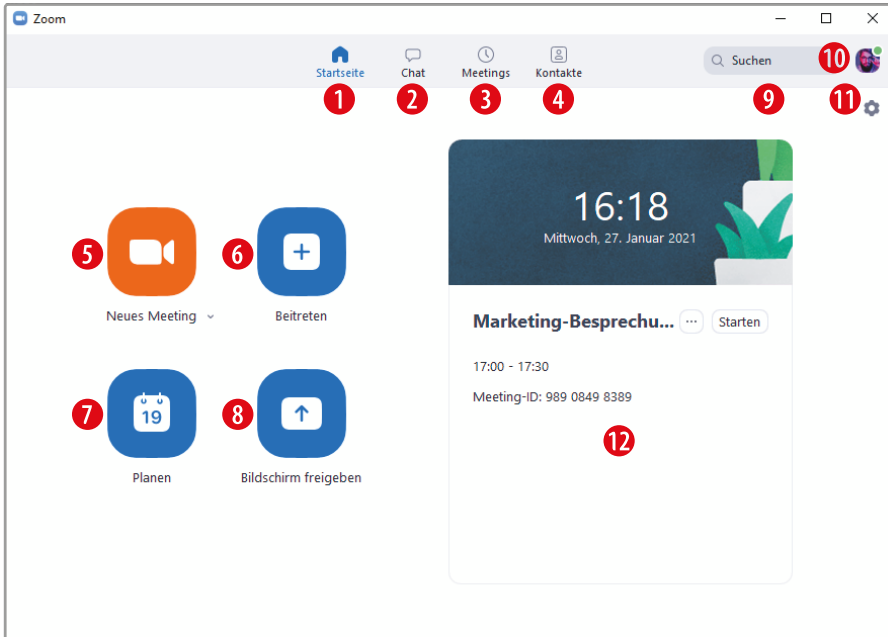 Zoom
Startseite
Chat
Meetings
Kontakte
Suchen
1
2
3
4
9
10
11
16:18
Mittwoch, 27. Januar 2021
5
6
Neues Meeting
Beitreten
Marketing-Besprechu... ... Starten
17:00 - 17:30
Meeting-ID: 989 0849 8389
7
19
8
12
Planen
Bildschirm freigeben